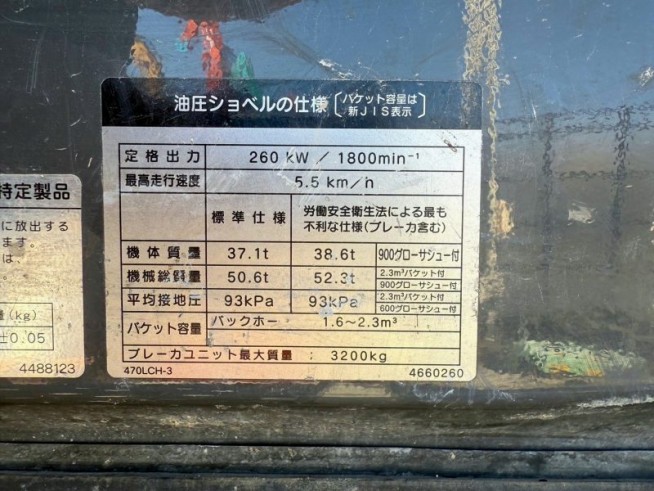 油圧ショベルの仕様〔バケット容量は
新JIS表示〕
定格出力 260 kW / 1800min⁻¹
最高走行速度 5.5 km/h
標準仕様 労働安全衛生法による最も
不利な仕様(ブレーカ含む)
機体質量 37.1t 38.6t 900グローサシュー付
機械総質量 50.6t 52.3t 2.3m³バケット付
900グローサシュー付
平均接地圧 93kPa 93kPa 2.3m³バケット付
600グローサシュー付
バケット容量 バックホー 1.6～2.3m³
ブレーカユニット最大質量 : 3200kg
470LCH-3 4660260
特定製品
に放出する
ます。
は、
(kg)
±0.05
4488123